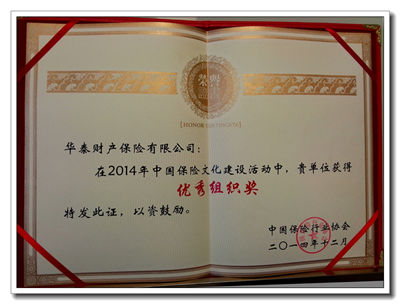 榮譽
[HONOR CERTIFICATE]
华泰财产保险有限公司：
在2014年中国保险文化建设活动中，贵单位获得
优秀组织奖
特发此证，以资鼓励。
中国保险行业协会
二〇一四年十二月